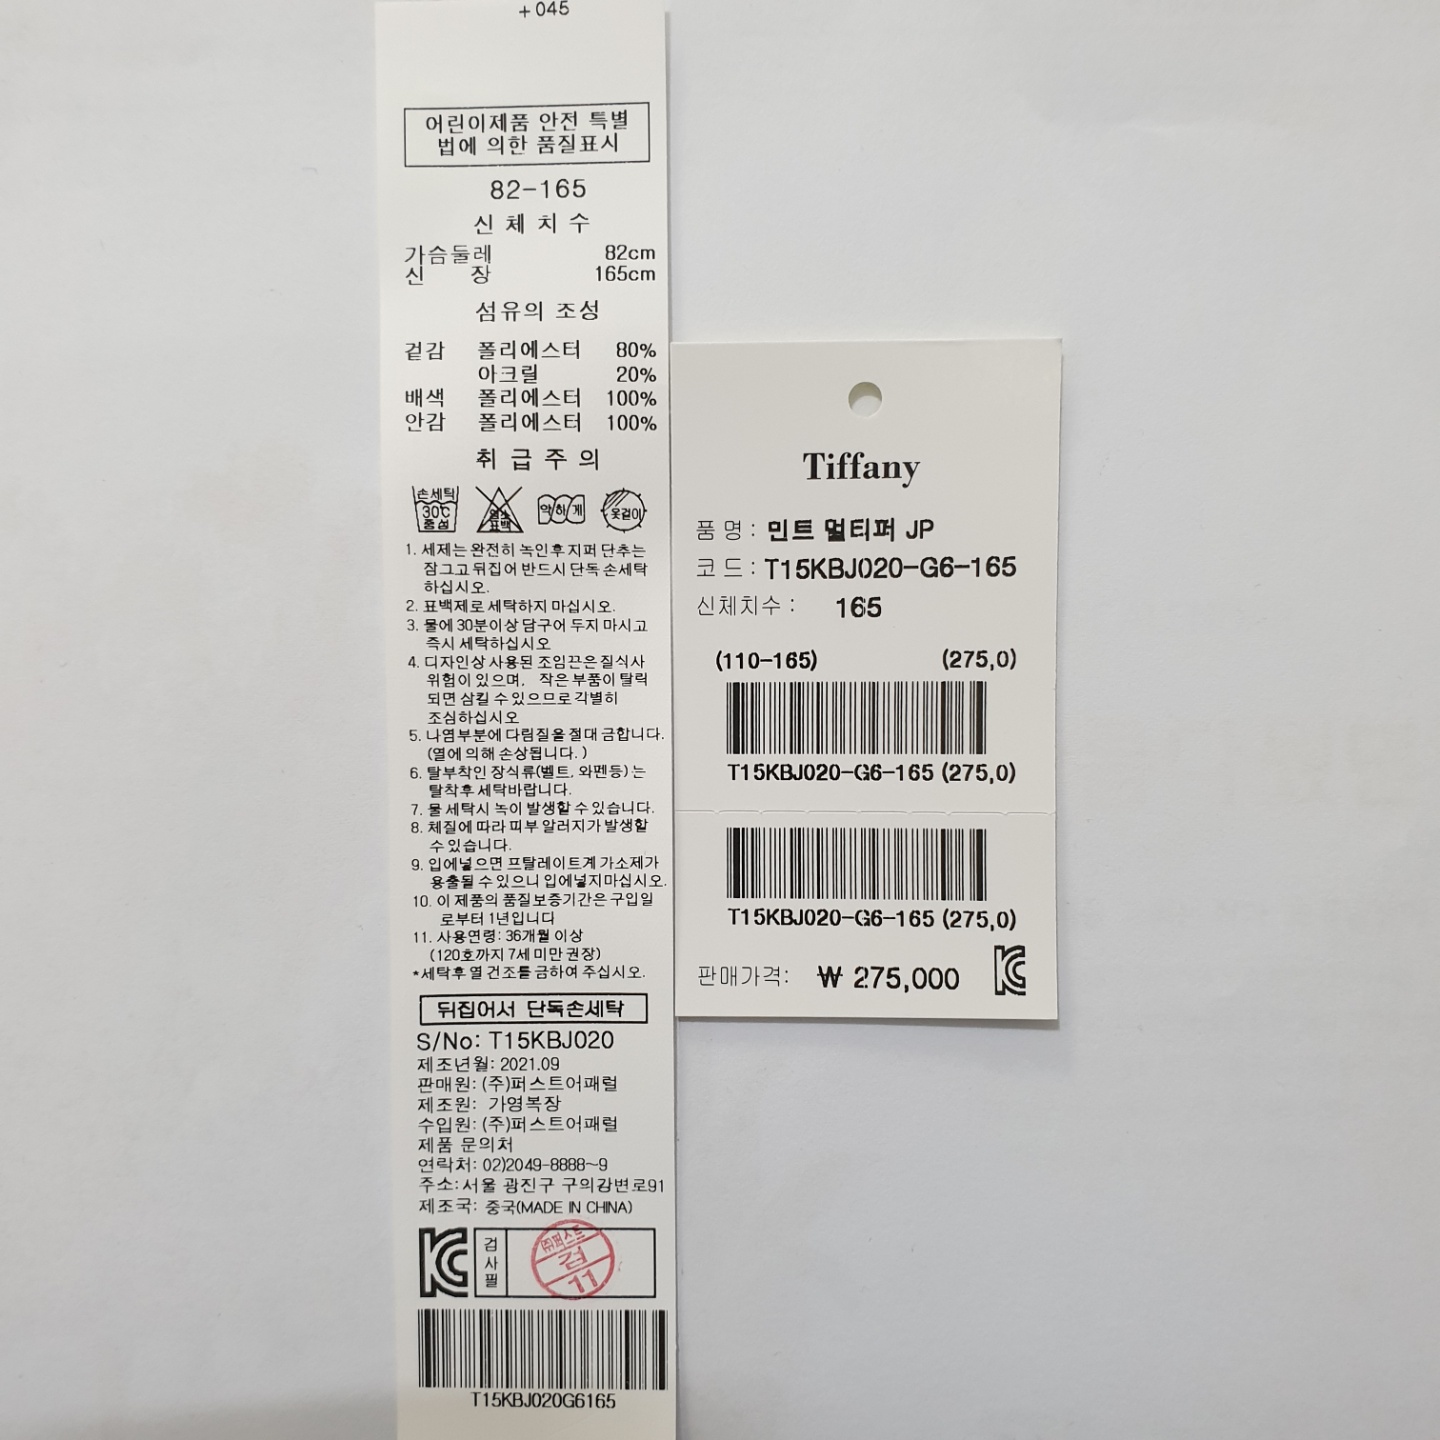 + 045
어린이제품 안전 특별
법에 의한 품질표시
82-165
신 체 치 수
가슴둘레 82cm
신 장 165cm
섬유의 조성
겉감 폴리에스터 80%
아크릴 20%
배색 폴리에스터 100%
안감 폴리에스터 100%
취 급 주 의
손세탁 30℃ 중성
염소 표백
약하게
옷걸이
1. 세제는 완전히 녹인후 지퍼 단추는
잠그고 뒤집어 반드시 단독 손세탁
하십시오.
2. 표백제로 세탁하지 마십시오.
3. 물에 30분이상 담구어 두지 마시고
즉시 세탁하십시오
4. 디자인상 사용된 조임끈은 질식사
위험이 있으며, 작은 부품이 탈락
되면 삼킬 수 있으므로 각별히
조심하십시오
5. 나염부분에 다림질을 절대 금합니다.
(열에 의해 손상됩니다. )
6. 탈부착인 장식류(벨트, 와펜등) 는
탈착후 세탁바랍니다.
7. 물 세탁시 녹이 발생할 수 있습니다.
8. 체질에 따라 피부 알러지가 발생할
수 있습니다.
9. 입에넣으면 프탈레이트계 가소제가
용출될 수 있으니 입에넣지마십시오.
10. 이 제품의 품질보증기간은 구입일
로부터 1년입니다
11. 사용연령: 36개월 이상
(120호까지 7세 미만 권장)
*세탁후 열 건조를 금하여 주십시오.
뒤집어서 단독손세탁
S/No: T15KBJ020
제조년월: 2021.09
판매원: (주)퍼스트어패럴
제조원: 가영복장
수입원: (주)퍼스트어패럴
제품 문의처
연락처: 02)2049-8888~9
주소:서울 광진구 구의강변로91
제조국: 중국(MADE IN CHINA)
KC 검사필 ㈜퍼스트 검 11
T15KBJ020G6165
Tiffany
품 명 : 민트 멀티퍼 JP
코 드 : T15KBJ020-G6-165
신체치수 : 165
(110-165) (275,0)
T15KBJ020-G6-165 (275,0)
T15KBJ020-G6-165 (275,0)
판매가격: ₩ 275,000 KC